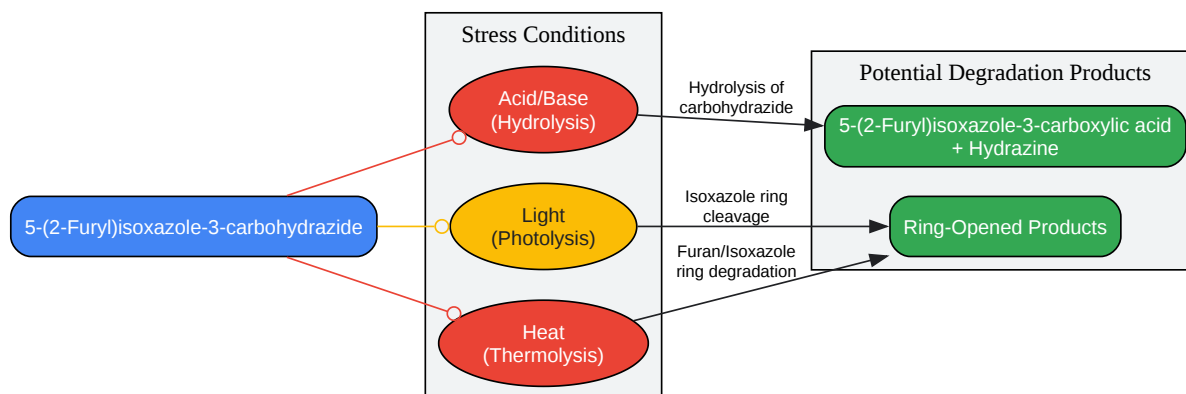 Stress Conditions
Potential Degradation Products
5-(2-Furyl)isoxazole-3-carbohydrazide
Acid/Base
(Hydrolysis)
Light
(Photolysis)
Heat
(Thermolysis)
Hydrolysis of
carbohydrazide
Isoxazole ring
cleavage
Furan/Isoxazole
ring degradation
5-(2-Furyl)isoxazole-3-carboxylic acid
+ Hydrazine
Ring-Opened Products